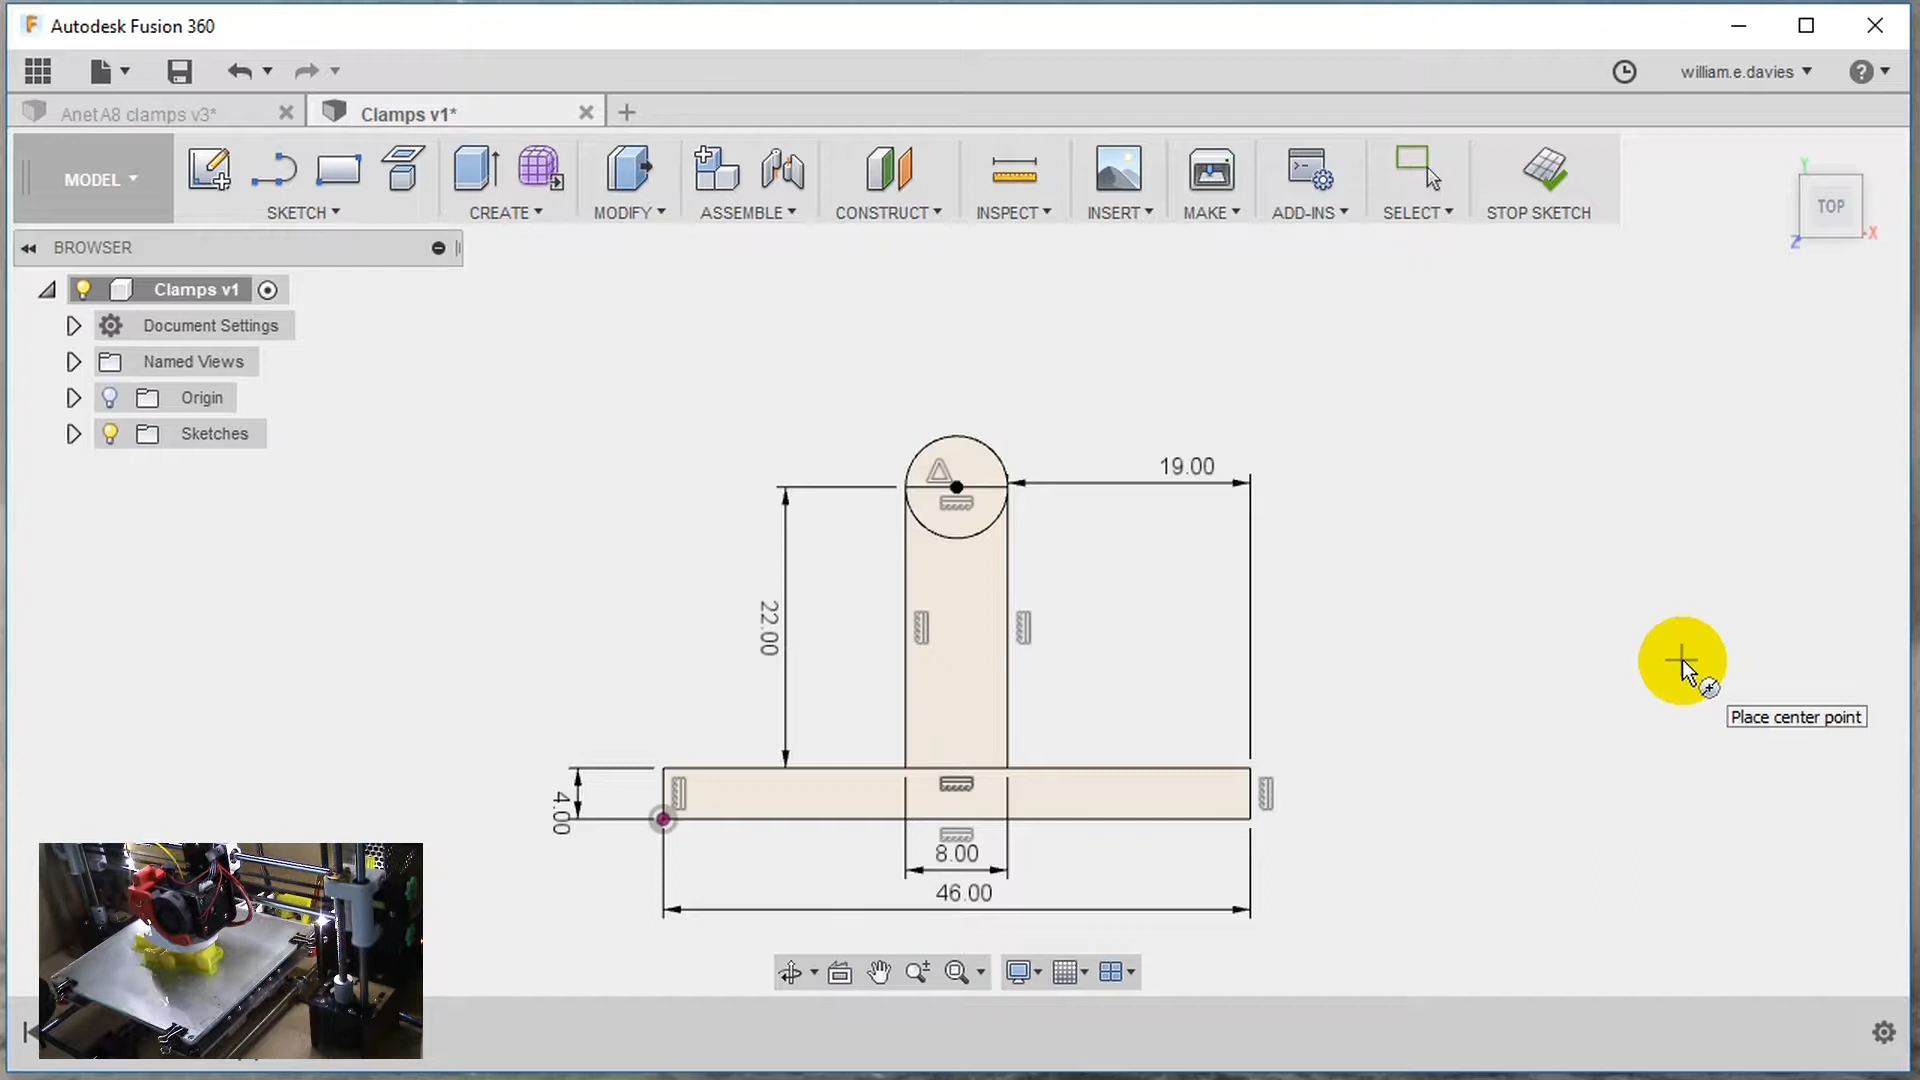 Autodesk Fusion 360
william.e.davies
Anet A8 clamps v3*
Clamps v1*
MODEL
SKETCH
CREATE
MODIFY
ASSEMBLE
CONSTRUCT
INSPECT
INSERT
MAKE
ADD-INS
SELECT
STOP SKETCH
TOP
Y
X
Z
BROWSER
Clamps v1
Document Settings
Named Views
Origin
Sketches
19.00
22.00
4.00
8.00
46.00
Place center point